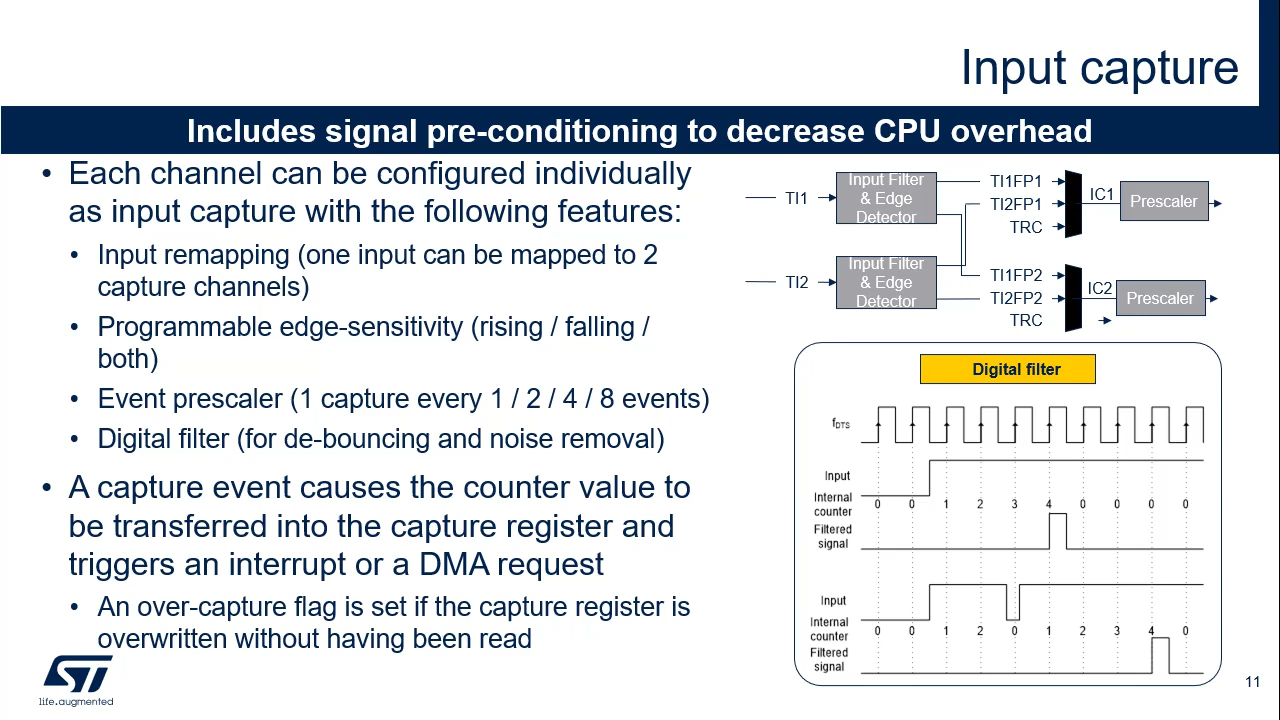 Input capture
Includes signal pre-conditioning to decrease CPU overhead
• Each channel can be configured individually
as input capture with the following features:
• Input remapping (one input can be mapped to 2
capture channels)
• Programmable edge-sensitivity (rising / falling /
both)
• Event prescaler (1 capture every 1 / 2 / 4 / 8 events)
• Digital filter (for de-bouncing and noise removal)
• A capture event causes the counter value to
be transferred into the capture register and
triggers an interrupt or a DMA request
• An over-capture flag is set if the capture register is
overwritten without having been read
TI1
Input Filter
& Edge
Detector
TI1FP1
TI2FP1
TRC
IC1
Prescaler
TI2
Input Filter
& Edge
Detector
TI1FP2
TI2FP2
TRC
IC2
Prescaler
Digital filter
fDTS
Input
Internal
counter
0 0 1 2 3 4 0 0 0 0
Filtered
signal
Input
Internal
counter
0 0 1 2 0 1 2 3 4 0
Filtered
signal
ST
life.augmented
11